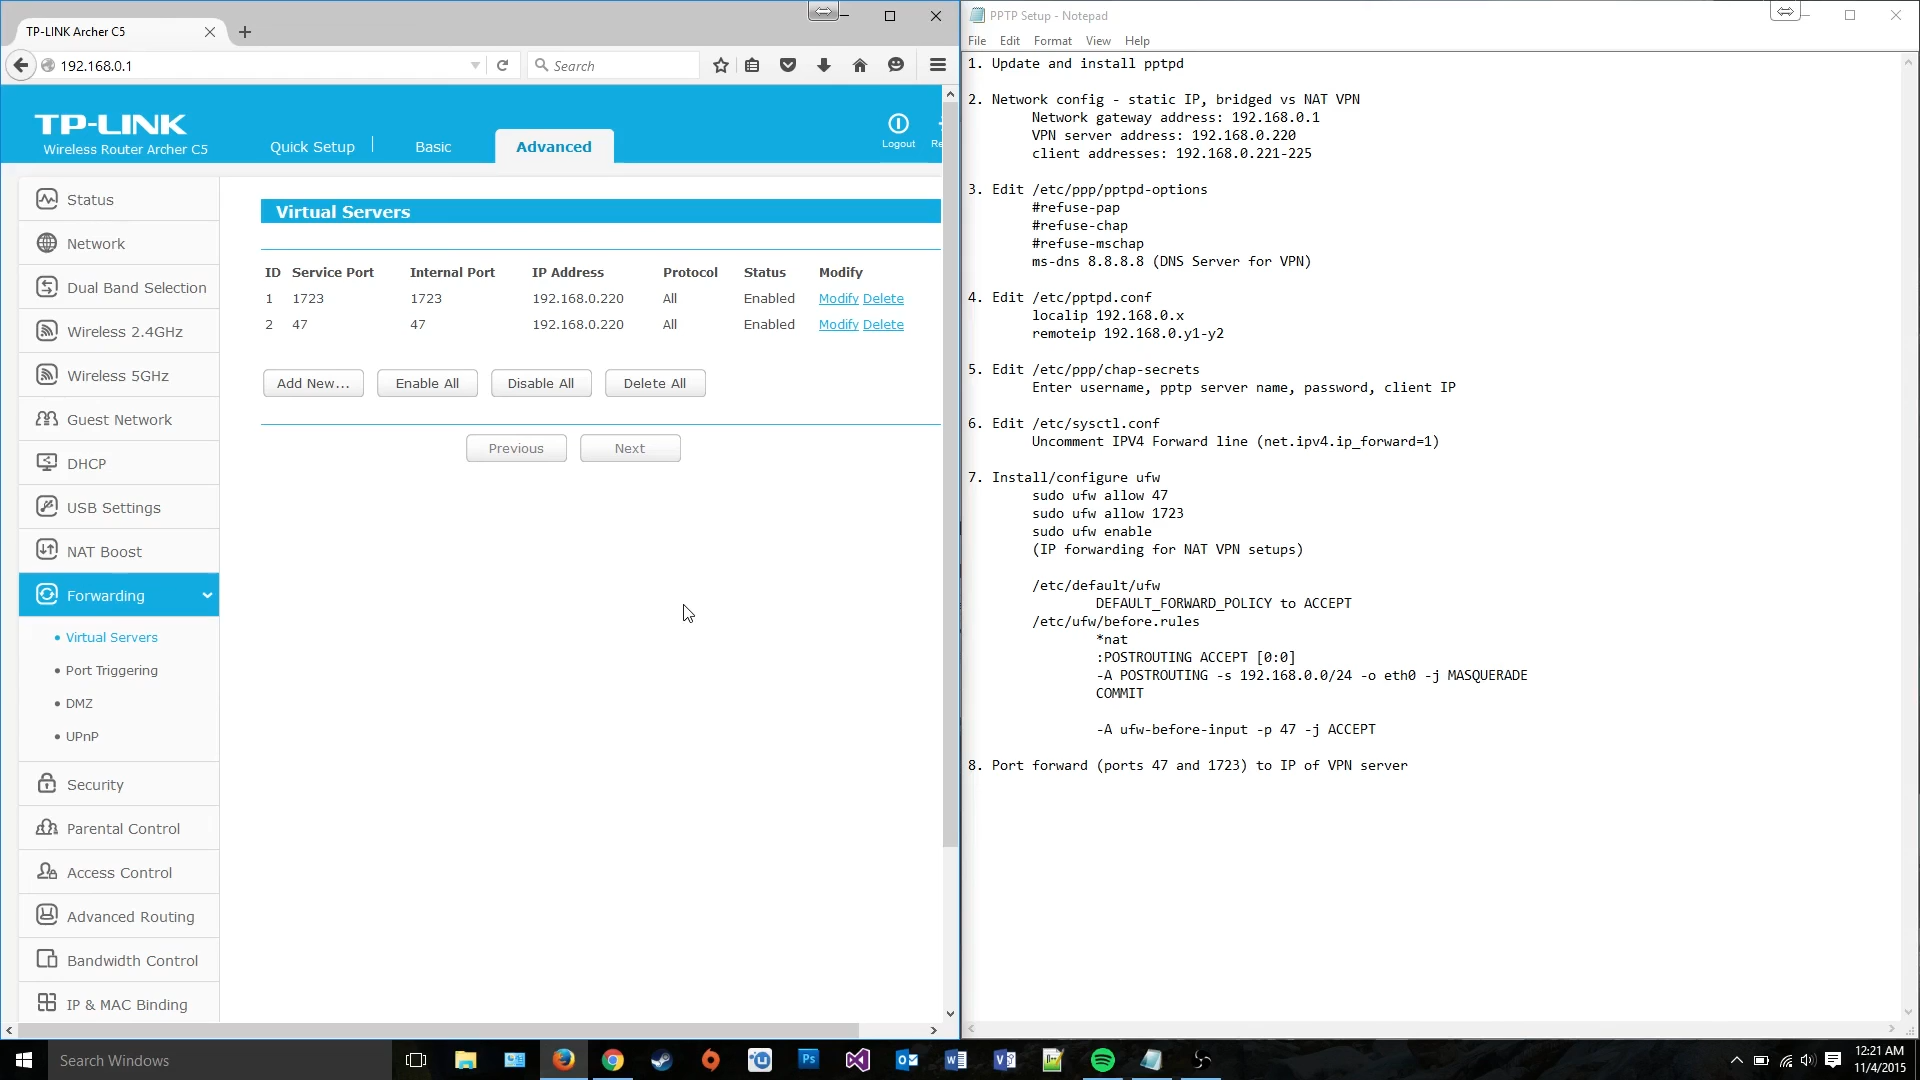 TP-LINK Archer C5
192.168.0.1
Search
TP-LINK
Wireless Router Archer C5
Quick Setup
Basic
Advanced
Logout
Re
Status
Network
Dual Band Selection
Wireless 2.4GHz
Wireless 5GHz
Guest Network
DHCP
USB Settings
NAT Boost
Forwarding
Virtual Servers
Port Triggering
DMZ
UPnP
Security
Parental Control
Access Control
Advanced Routing
Bandwidth Control
IP & MAC Binding
Virtual Servers
ID Service Port Internal Port IP Address Protocol Status Modify
1 1723 1723 192.168.0.220 All Enabled Modify Delete
2 47 47 192.168.0.220 All Enabled Modify Delete
Add New... Enable All Disable All Delete All
Previous Next
PPTP Setup - Notepad
File Edit Format View Help
1. Update and install pptpd
2. Network config - static IP, bridged vs NAT VPN
Network gateway address: 192.168.0.1
VPN server address: 192.168.0.220
client addresses: 192.168.0.221-225
3. Edit /etc/ppp/pptpd-options
#refuse-pap
#refuse-chap
#refuse-mschap
ms-dns 8.8.8.8 (DNS Server for VPN)
4. Edit /etc/pptpd.conf
localip 192.168.0.x
remoteip 192.168.0.y1-y2
5. Edit /etc/ppp/chap-secrets
Enter username, pptp server name, password, client IP
6. Edit /etc/sysctl.conf
Uncomment IPV4 Forward line (net.ipv4.ip_forward=1)
7. Install/configure ufw
sudo ufw allow 47
sudo ufw allow 1723
sudo ufw enable
(IP forwarding for NAT VPN setups)
/etc/default/ufw
DEFAULT_FORWARD_POLICY to ACCEPT
/etc/ufw/before.rules
*nat
:POSTROUTING ACCEPT [0:0]
-A POSTROUTING -s 192.168.0.0/24 -o eth0 -j MASQUERADE
COMMIT
-A ufw-before-input -p 47 -j ACCEPT
8. Port forward (ports 47 and 1723) to IP of VPN server
Search Windows
Ps
12:21 AM
11/4/2015